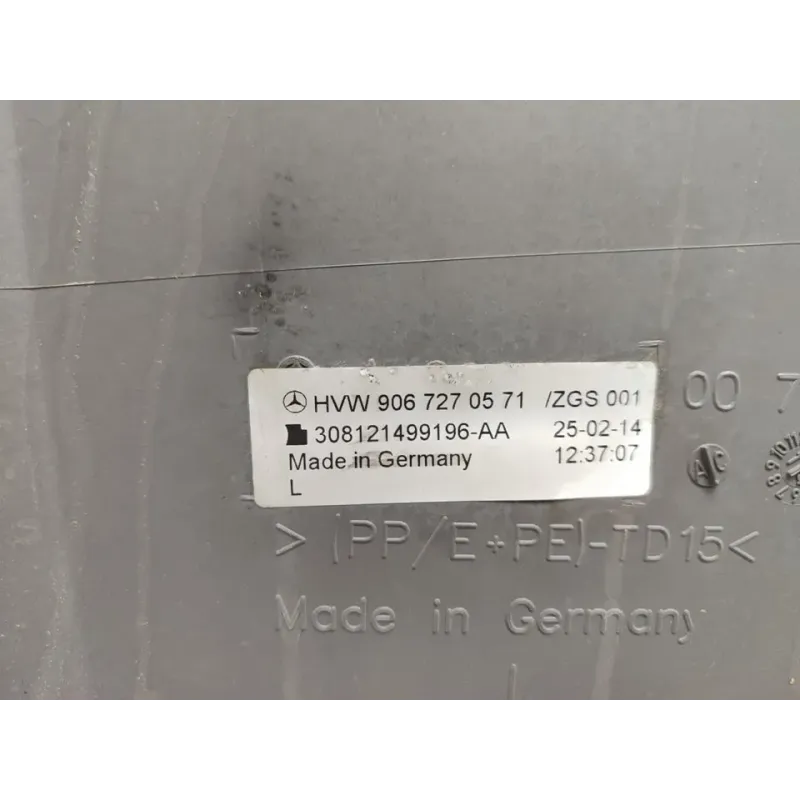 HVW 906 727 05 71 /ZGS 001
00 7
308121499196-AA 25-02-14
Made in Germany 12:37:07
L
>(PP/E+PE)-TD15<
Made in Germany